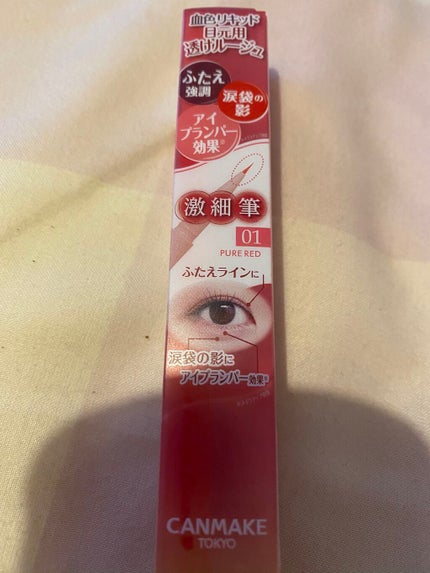 血色リキッド
目元用
透けルージュ
ふたえ
強調
涙袋の
影
アイ
プランパー
効果※
激細筆
01
PURE RED
ふたえラインに
涙袋の影に
アイプランパー効果※
CANMAKE
TOKYO